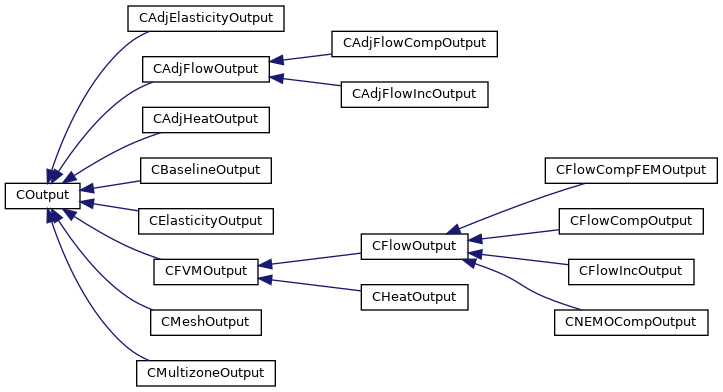 CAdjElasticityOutput
CAdjFlowCompOutput
CAdjFlowOutput
CAdjFlowIncOutput
CAdjHeatOutput
CBaselineOutput
CFlowCompFEMOutput
COutput
CElasticityOutput
CFlowCompOutput
CFlowOutput
CFVMOutput
CFlowIncOutput
CHeatOutput
CMeshOutput
CNEMOCompOutput
CMultizoneOutput